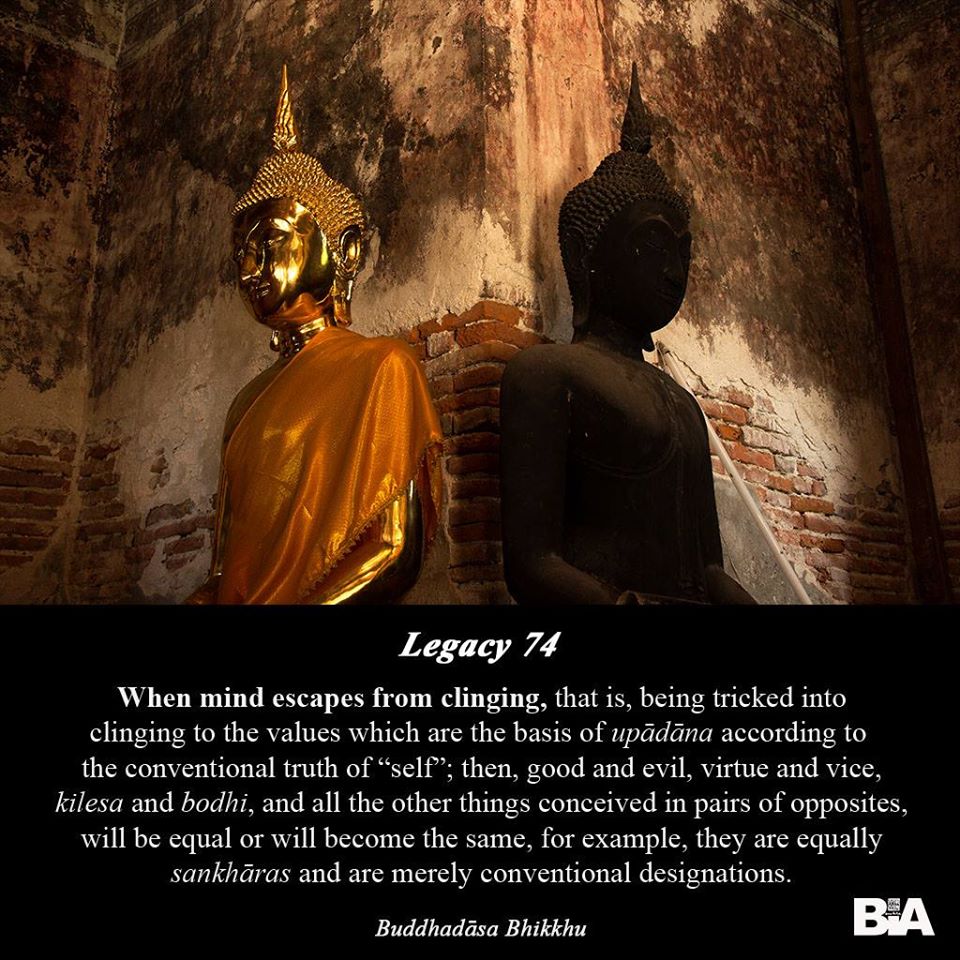 Legacy 74
When mind escapes from clinging, that is, being tricked into
clinging to the values which are the basis of upādāna according to
the conventional truth of “self”; then, good and evil, virtue and vice,
kilesa and bodhi, and all the other things conceived in pairs of opposites,
will be equal or will become the same, for example, they are equally
sankhāras and are merely conventional designations.
Buddhadāsa Bhikkhu
BIA